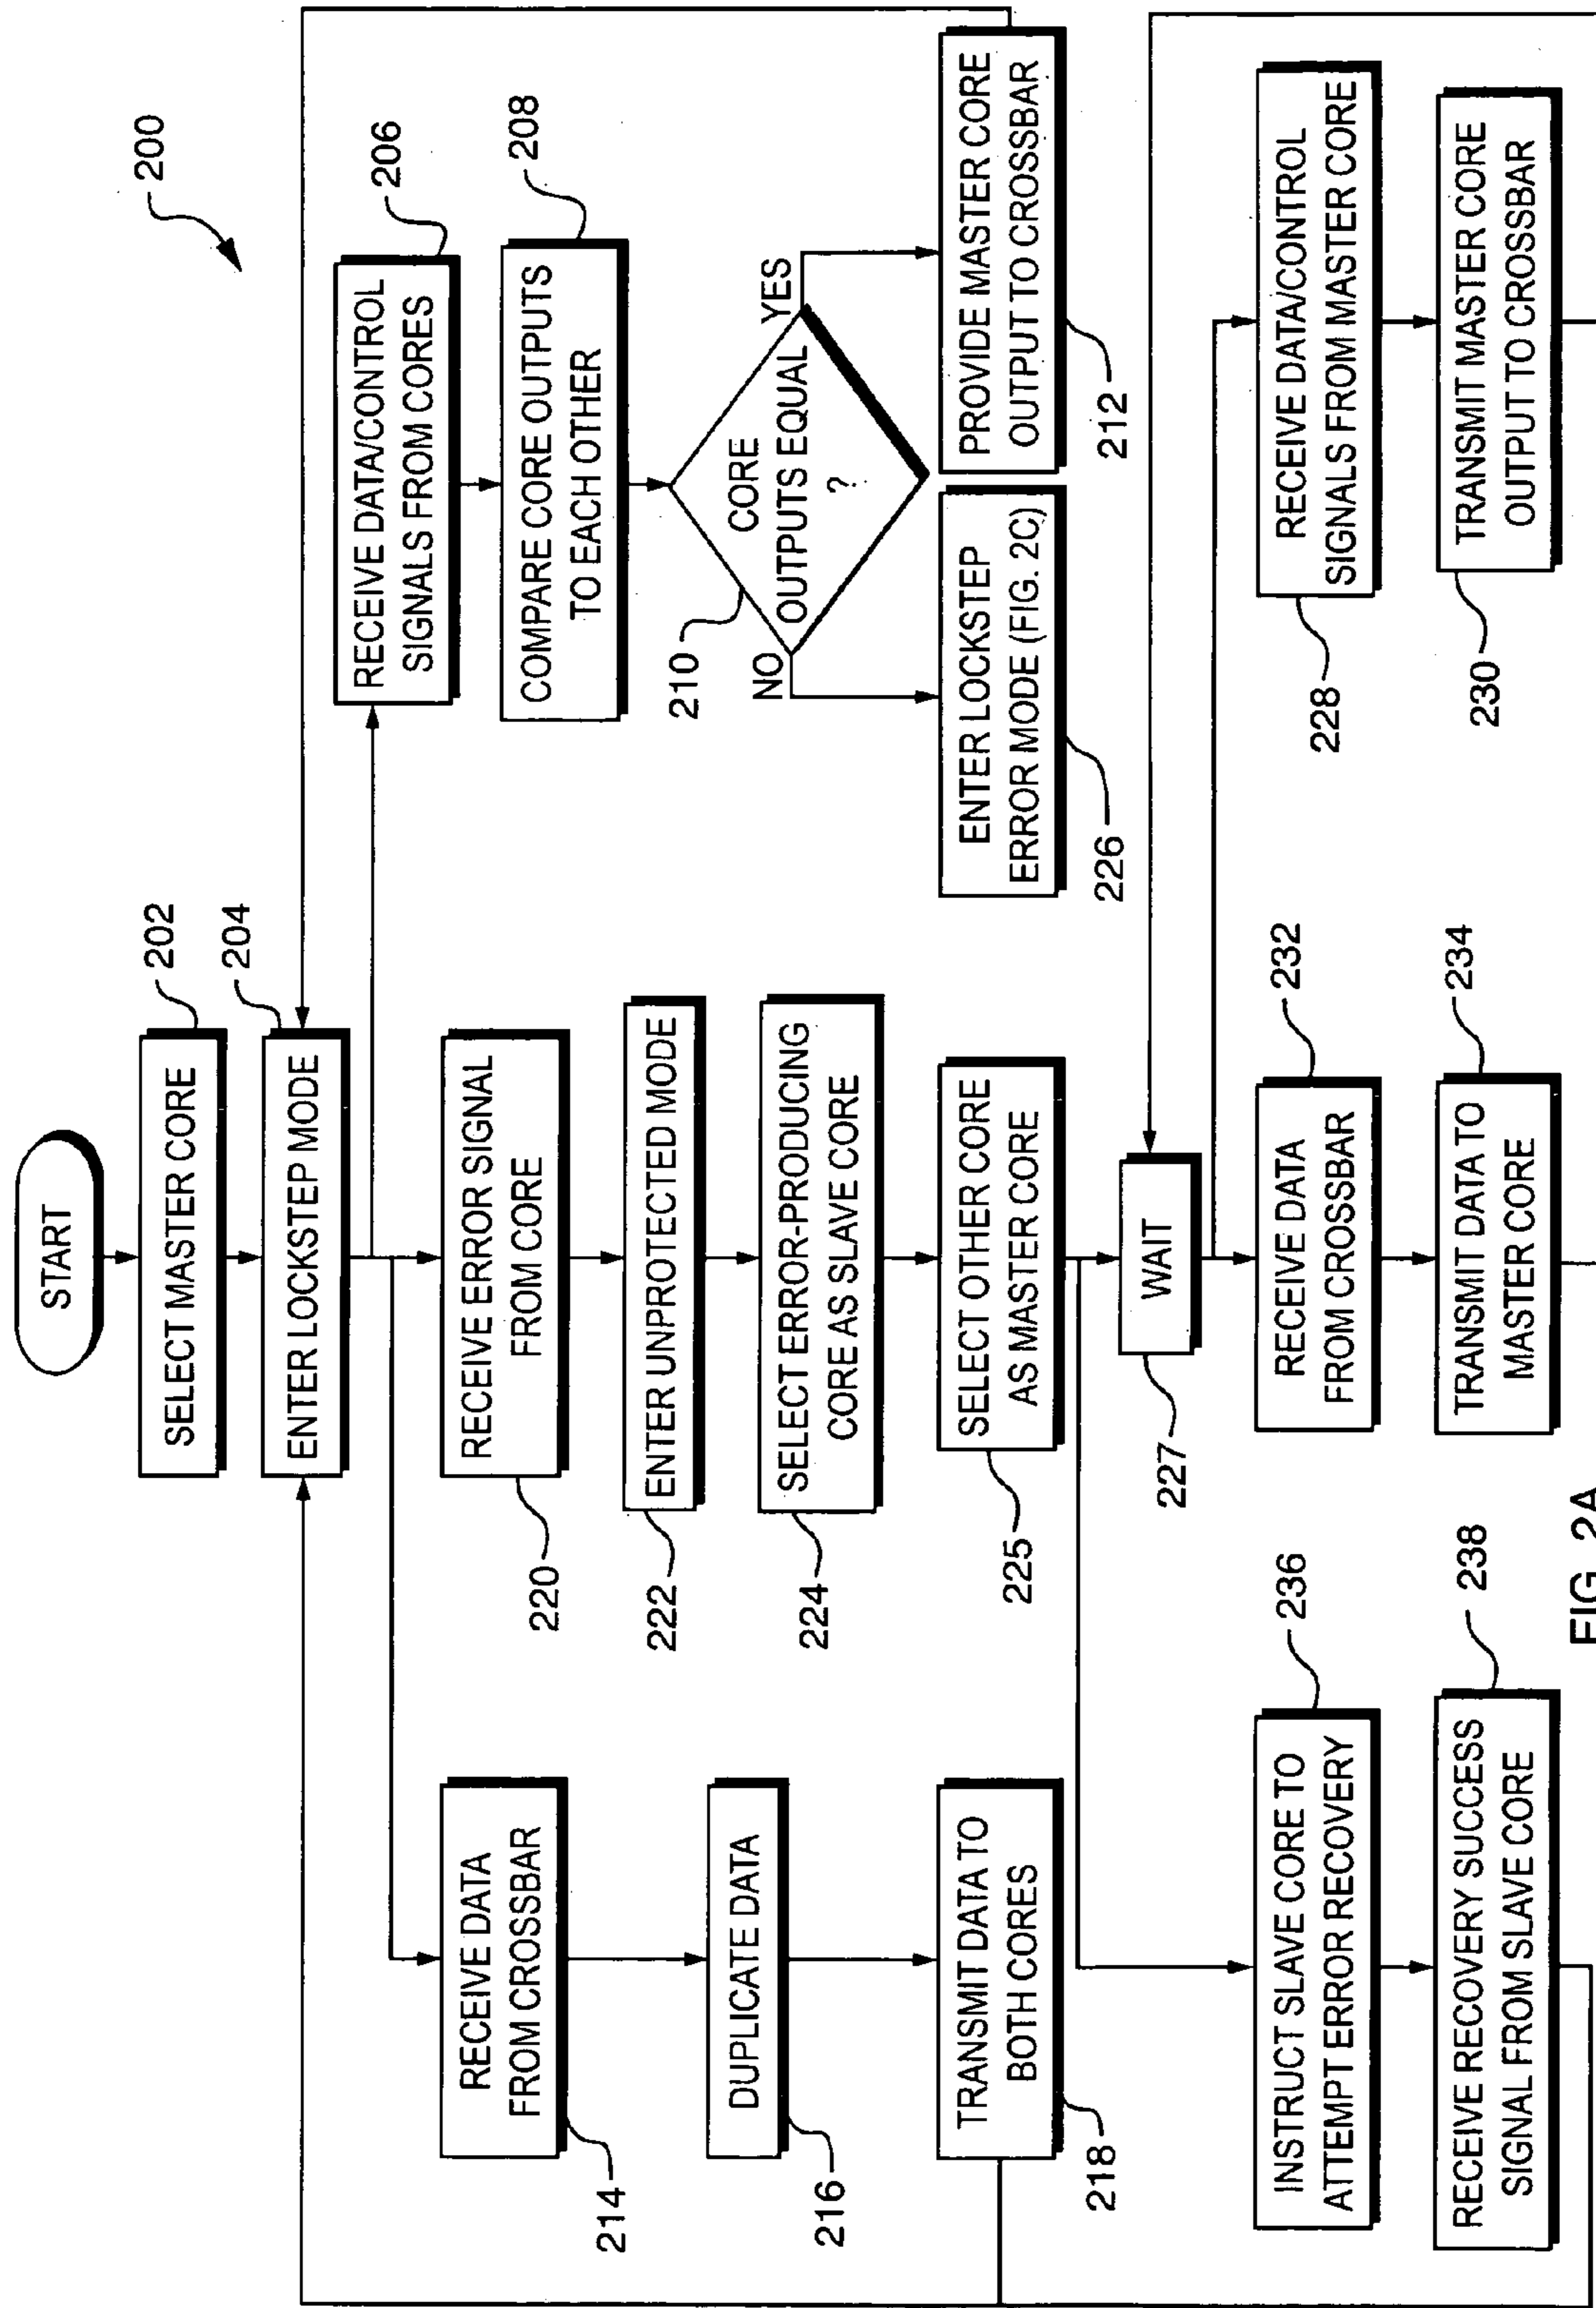 200
START
SELECT MASTER CORE
202
ENTER LOCKSTEP MODE
204
RECEIVE DATA/CONTROL
SIGNALS FROM CORES
206
COMPARE CORE OUTPUTS
TO EACH OTHER
208
CORE
OUTPUTS EQUAL
?
210
NO
YES
ENTER LOCKSTEP
ERROR MODE (FIG. 2C)
226
PROVIDE MASTER CORE
OUTPUT TO CROSSBAR
212
RECEIVE DATA
FROM CROSSBAR
214
DUPLICATE DATA
216
TRANSMIT DATA TO
BOTH CORES
218
RECEIVE ERROR SIGNAL
FROM CORE
220
ENTER UNPROTECTED MODE
222
SELECT ERROR-PRODUCING
CORE AS SLAVE CORE
224
SELECT OTHER CORE
AS MASTER CORE
225
WAIT
227
INSTRUCT SLAVE CORE TO
ATTEMPT ERROR RECOVERY
236
RECEIVE RECOVERY SUCCESS
SIGNAL FROM SLAVE CORE
238
RECEIVE DATA
FROM CROSSBAR
232
TRANSMIT DATA TO
MASTER CORE
234
RECEIVE DATA/CONTROL
SIGNALS FROM MASTER CORE
228
TRANSMIT MASTER CORE
OUTPUT TO CROSSBAR
230
FIG. 2A